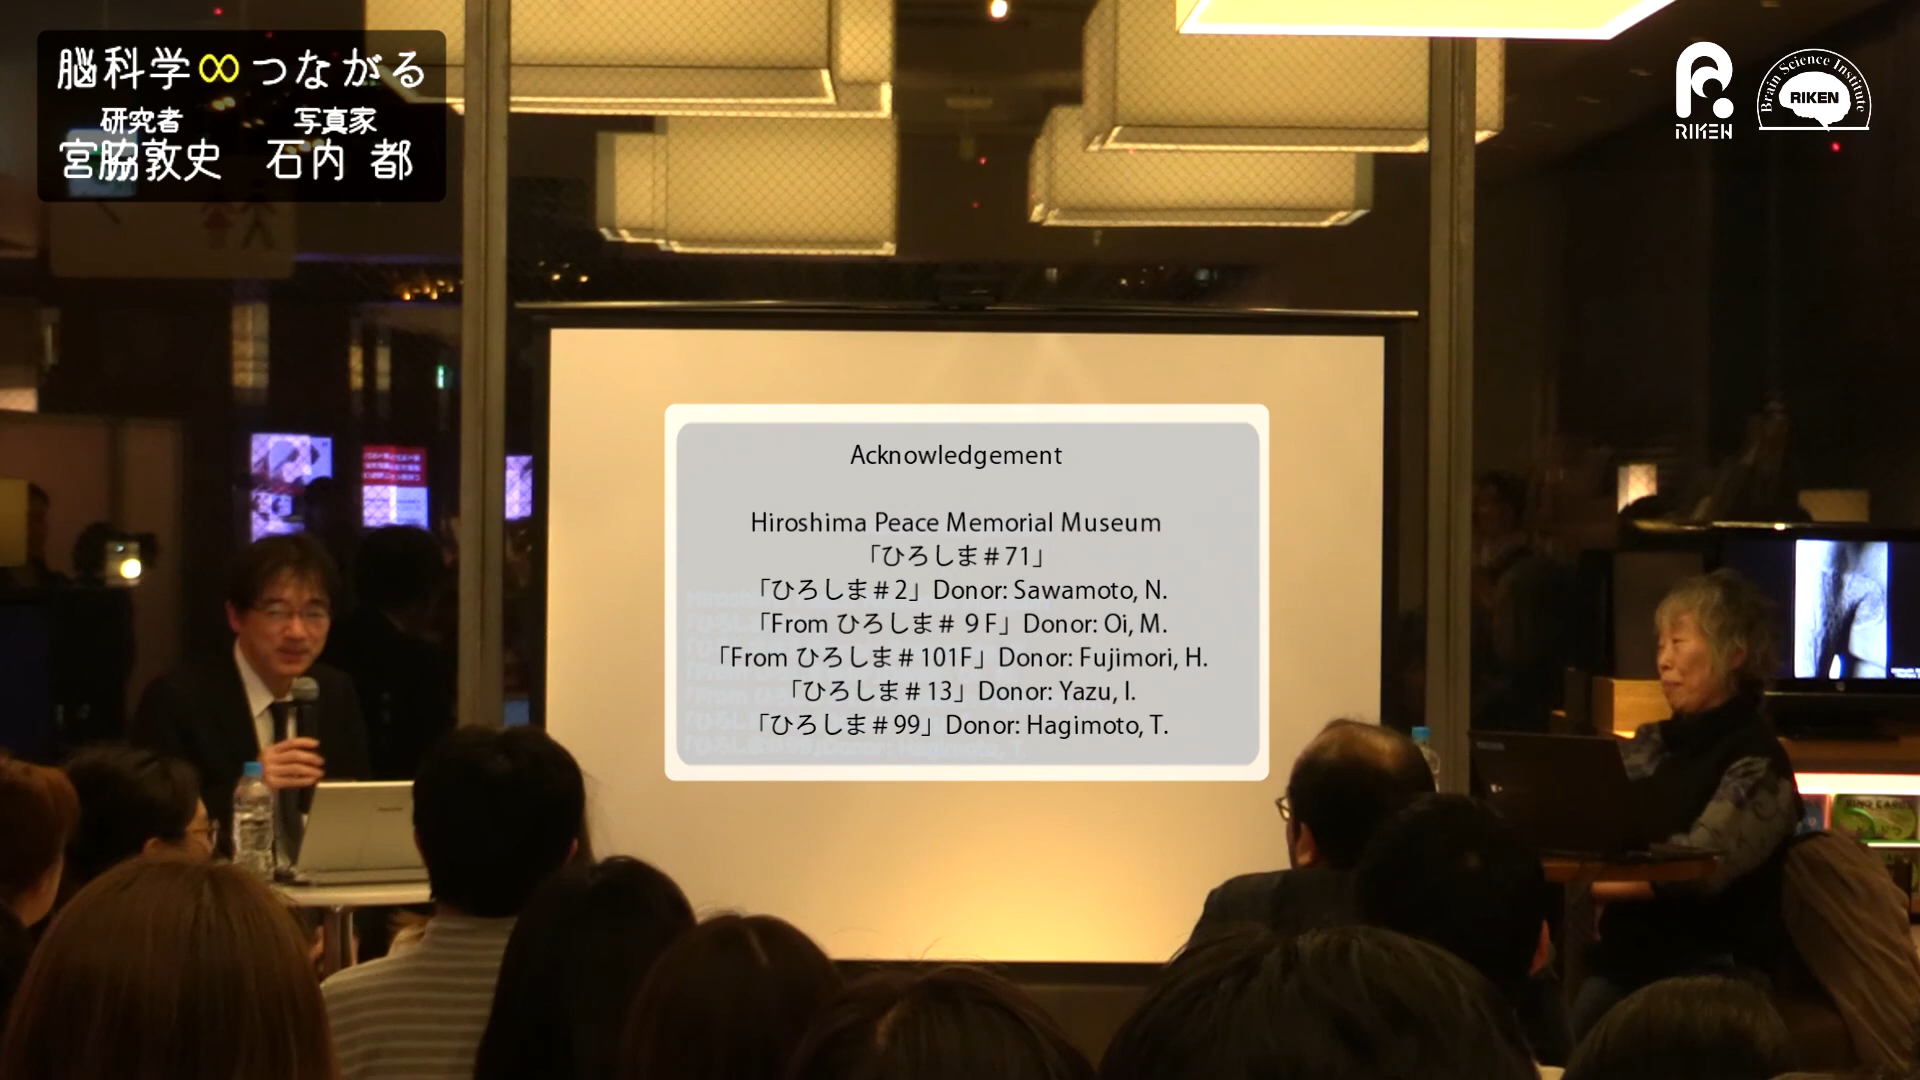 脳科学∞つながる
研究者 写真家
宮脇敦史 石内 都
RIKEN
Brain Science Institute
RIKEN
Acknowledgement
Hiroshima Peace Memorial Museum
「ひろしま#71」
「ひろしま#2」Donor: Sawamoto, N.
「From ひろしま# 9 F」Donor: Oi, M.
「From ひろしま#101F」Donor: Fujimori, H.
「ひろしま#13」Donor: Yazu, I.
「ひろしま#99」Donor: Hagimoto, T.